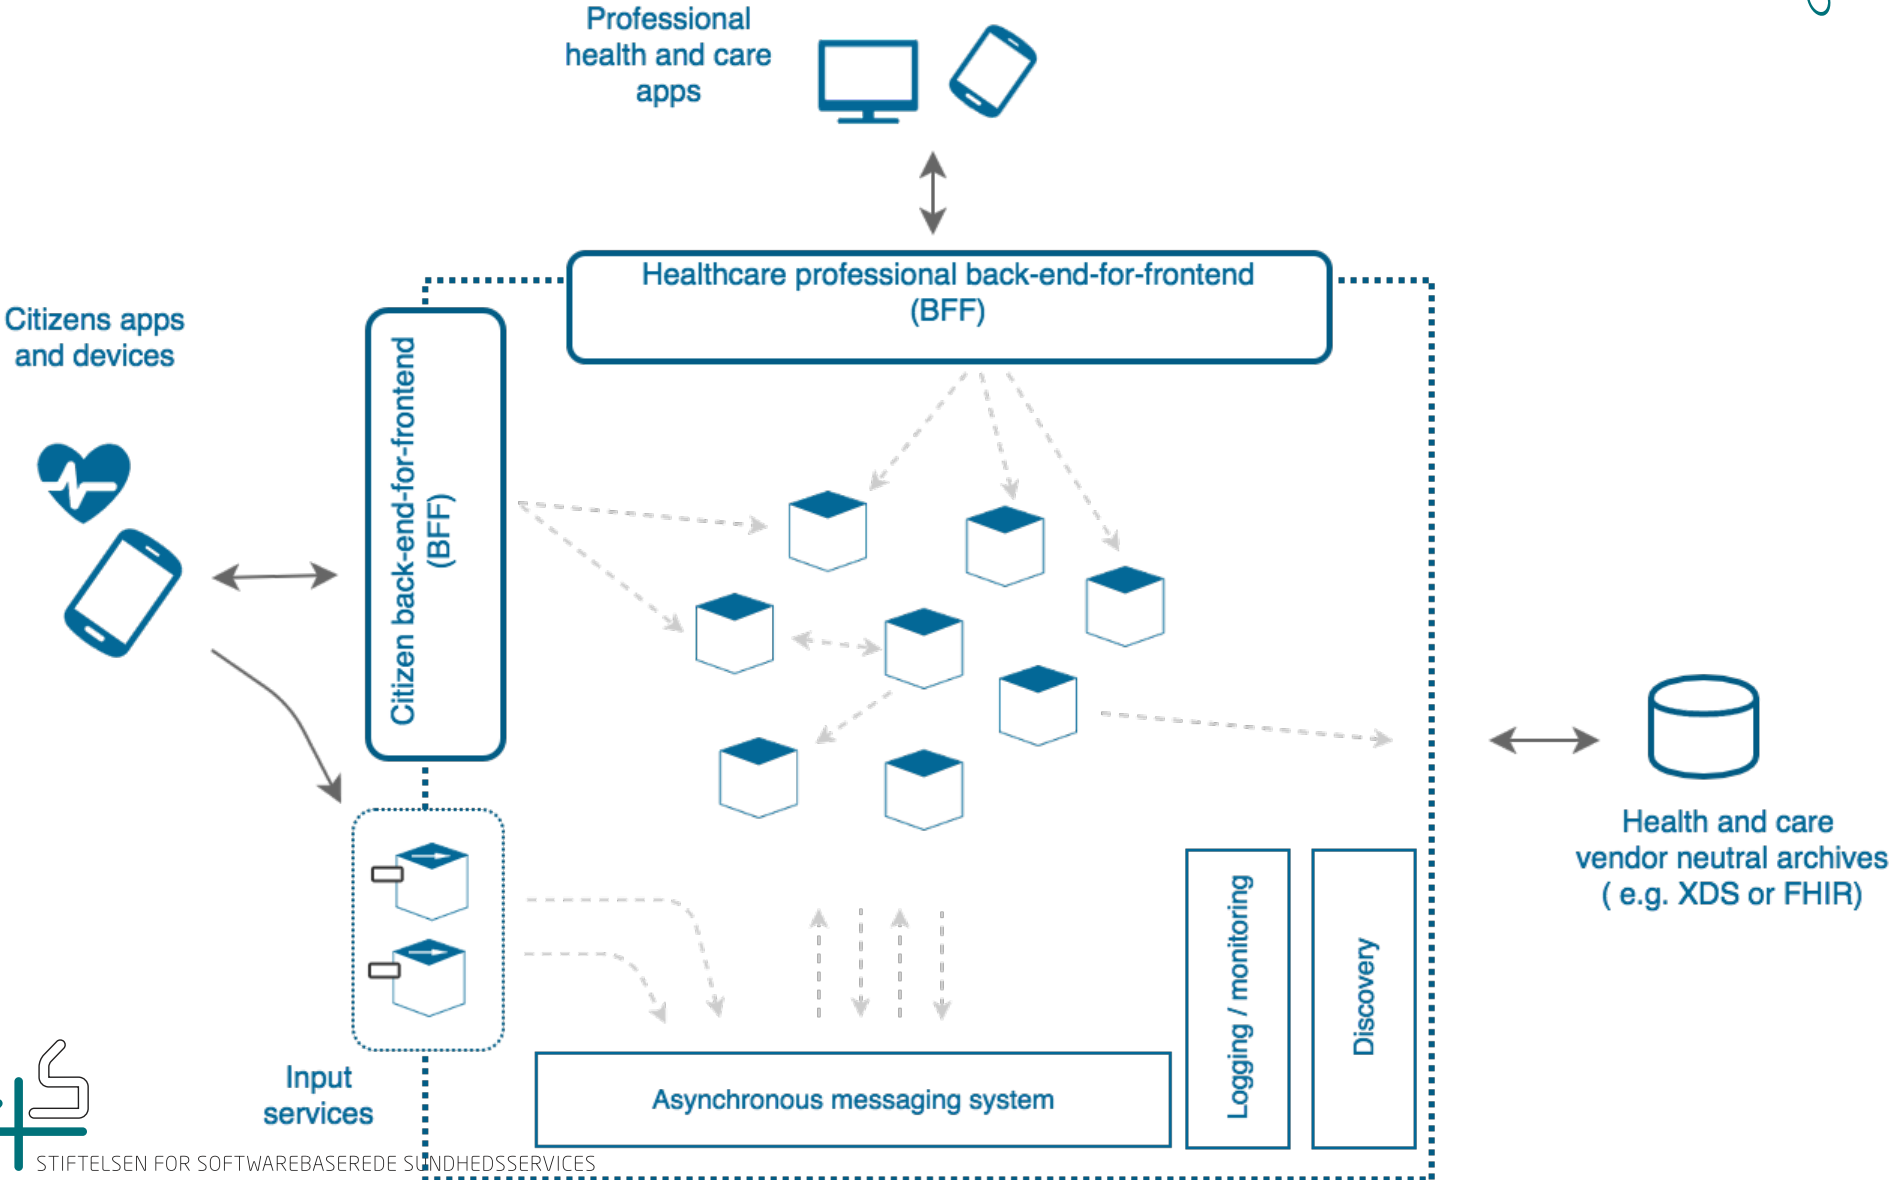 Professional
health and care
apps
Healthcare professional back-end-for-frontend
(BFF)
Citizens apps
and devices
Citizen back-end-for-frontend
(BFF)
Health and care
vendor neutral archives
( e.g. XDS or FHIR)
Logging / monitoring
Discovery
Input
services
Asynchronous messaging system
STIFTELSEN FOR SOFTWAREBASEREDE SUNDHEDSSERVICES